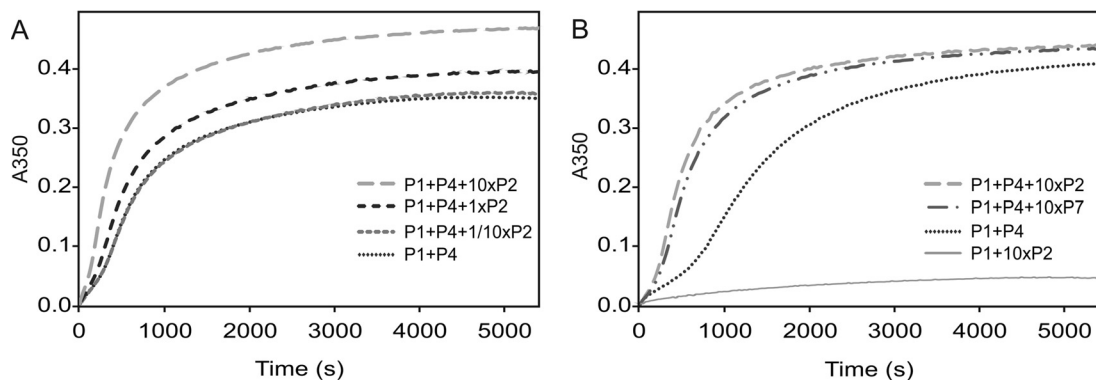 A
A350
0.4
0.3
0.2
0.1
0.0
P1+P4+10xP2
P1+P4+1xP2
P1+P4+1/10xP2
P1+P4
0 1000 2000 3000 4000 5000
Time (s)
B
A350
0.4
0.3
0.2
0.1
0.0
P1+P4+10xP2
P1+P4+10xP7
P1+P4
P1+10xP2
0 1000 2000 3000 4000 5000
Time (s)